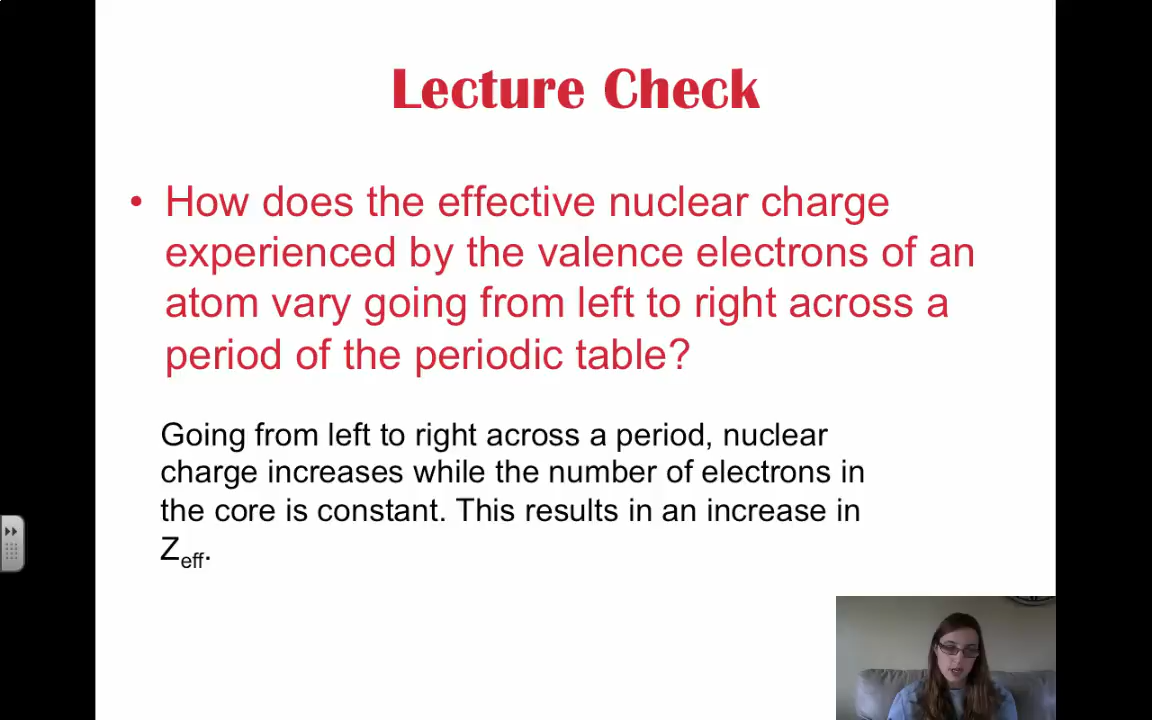 Lecture Check
• How does the effective nuclear charge
experienced by the valence electrons of an
atom vary going from left to right across a
period of the periodic table?
Going from left to right across a period, nuclear
charge increases while the number of electrons in
the core is constant. This results in an increase in
Zeff.